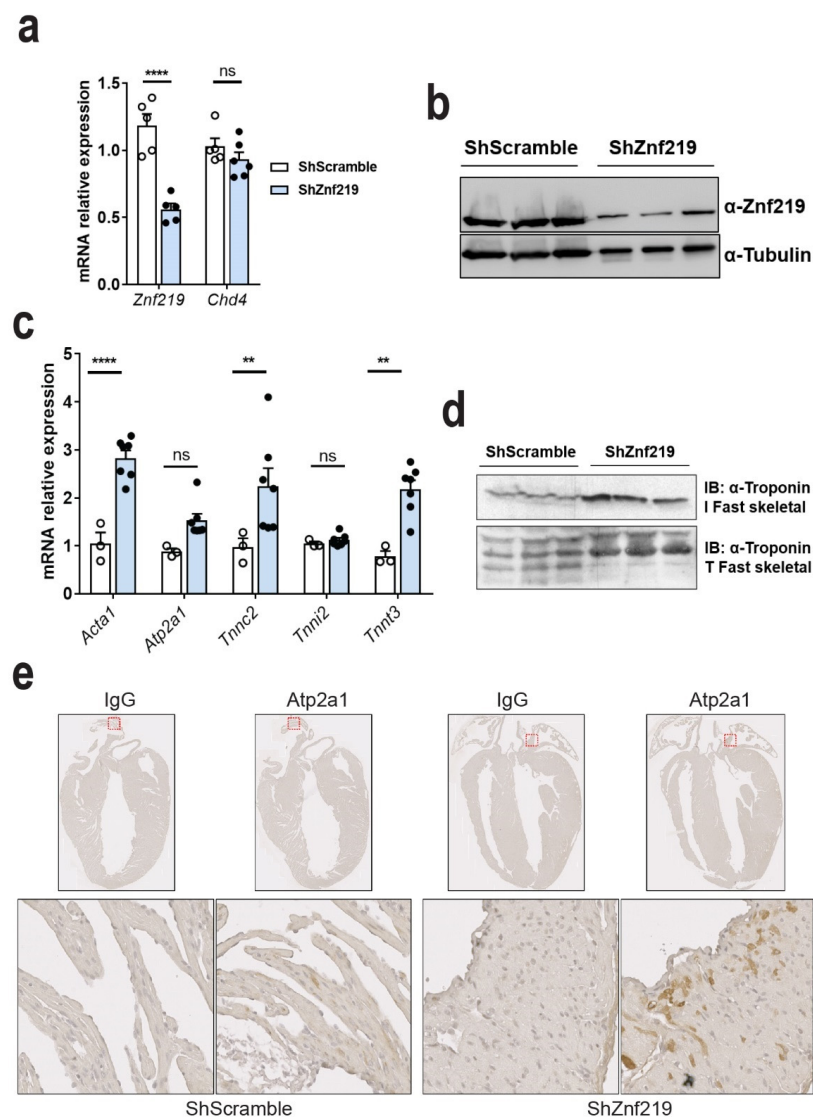 a
mRNA relative expression
1.5
1.0
0.5
0.0
****
ns
Znf219
Chd4
ShScramble
ShZnf219
b
ShScramble
ShZnf219
α-Znf219
α-Tubulin
c
mRNA relative expression
5
4
3
2
1
0
****
ns
**
ns
**
Acta1
Atp2a1
Tnnc2
Tnni2
Tnnt3
d
ShScramble
ShZnf219
IB: α-Troponin
I Fast skeletal
IB: α-Troponin
T Fast skeletal
e
IgG
Atp2a1
IgG
Atp2a1
ShScramble
ShZnf219